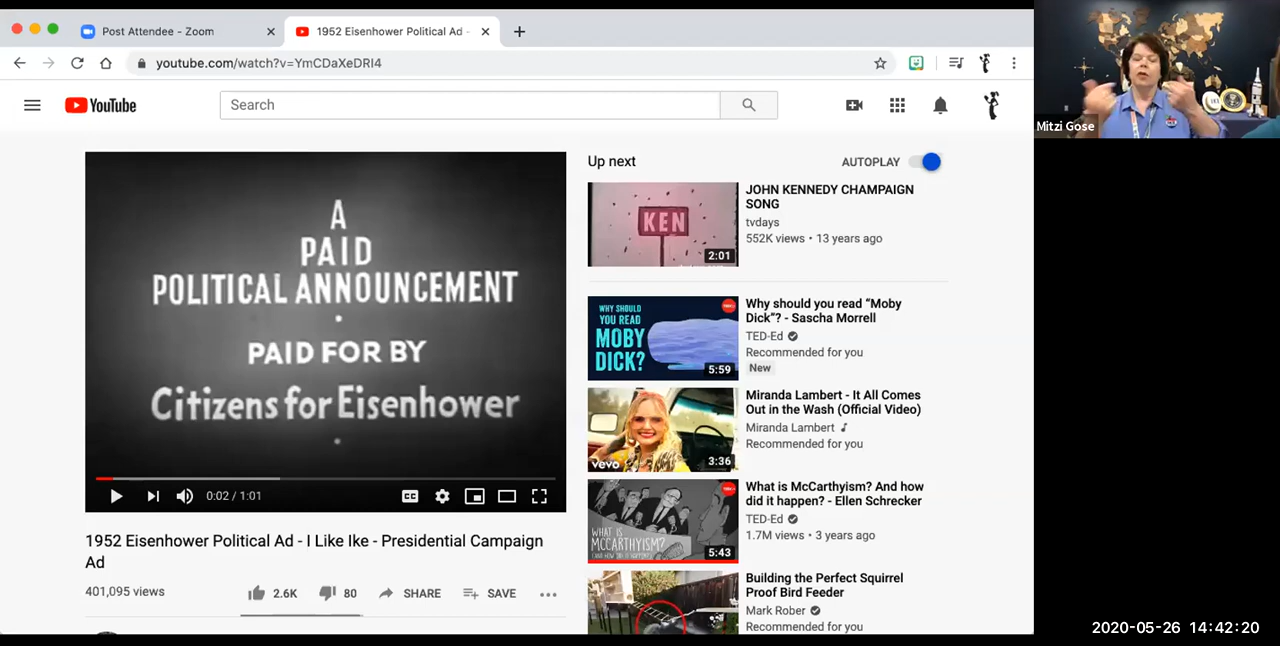 Post Attendee - Zoom
1952 Eisenhower Political Ad -
youtube.com/watch?v=YmCDaXeDRI4
YouTube
Search
Mitzi Gose
A
PAID
POLITICAL ANNOUNCEMENT
PAID FOR BY
Citizens for Eisenhower
0:02 / 1:01
CC
1952 Eisenhower Political Ad - I Like Ike - Presidential Campaign
Ad
401,095 views
2.6K
80
SHARE
SAVE
Up next
AUTOPLAY
KEN
2:01
JOHN KENNEDY CHAMPAIGN
SONG
tvdays
552K views • 13 years ago
WHY SHOULD
YOU READ
MOBY
DICK?
5:59
Why should you read “Moby
Dick”? - Sascha Morrell
TED-Ed
Recommended for you
New
vevo
3:36
Miranda Lambert - It All Comes
Out in the Wash (Official Video)
Miranda Lambert
Recommended for you
WHAT IS
MCCARTHYISM?
(AND HOW DID IT HAPPEN?)
5:43
What is McCarthyism? And how
did it happen? - Ellen Schrecker
TED-Ed
1.7M views • 3 years ago
Building the Perfect Squirrel
Proof Bird Feeder
Mark Rober
Recommended for you
2020-05-26 14:42:20